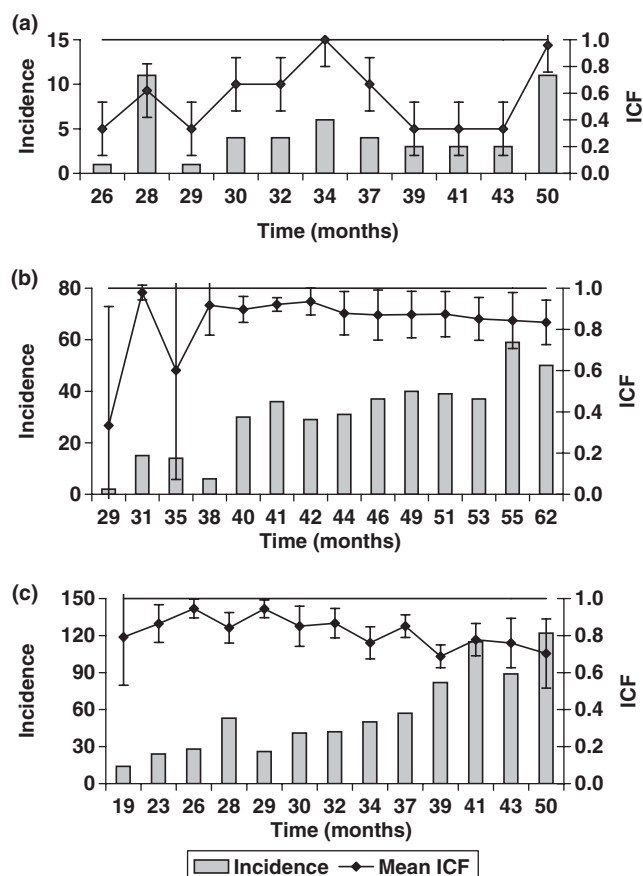 (a)
15
10
5
0
Incidence
1.0
0.8
0.6
0.4
0.2
0.0
ICF
26 28 29 30 32 34 37 39 41 43 50
Time (months)
(b)
80
60
40
20
0
Incidence
1.0
0.8
0.6
0.4
0.2
0.0
ICF
29 31 35 38 40 41 42 44 46 49 51 53 55 62
Time (months)
(c)
150
120
90
60
30
0
Incidence
1.0
0.8
0.6
0.4
0.2
0.0
ICF
19 23 26 28 29 30 32 34 37 39 41 43 50
Time (months)
Incidence Mean ICF